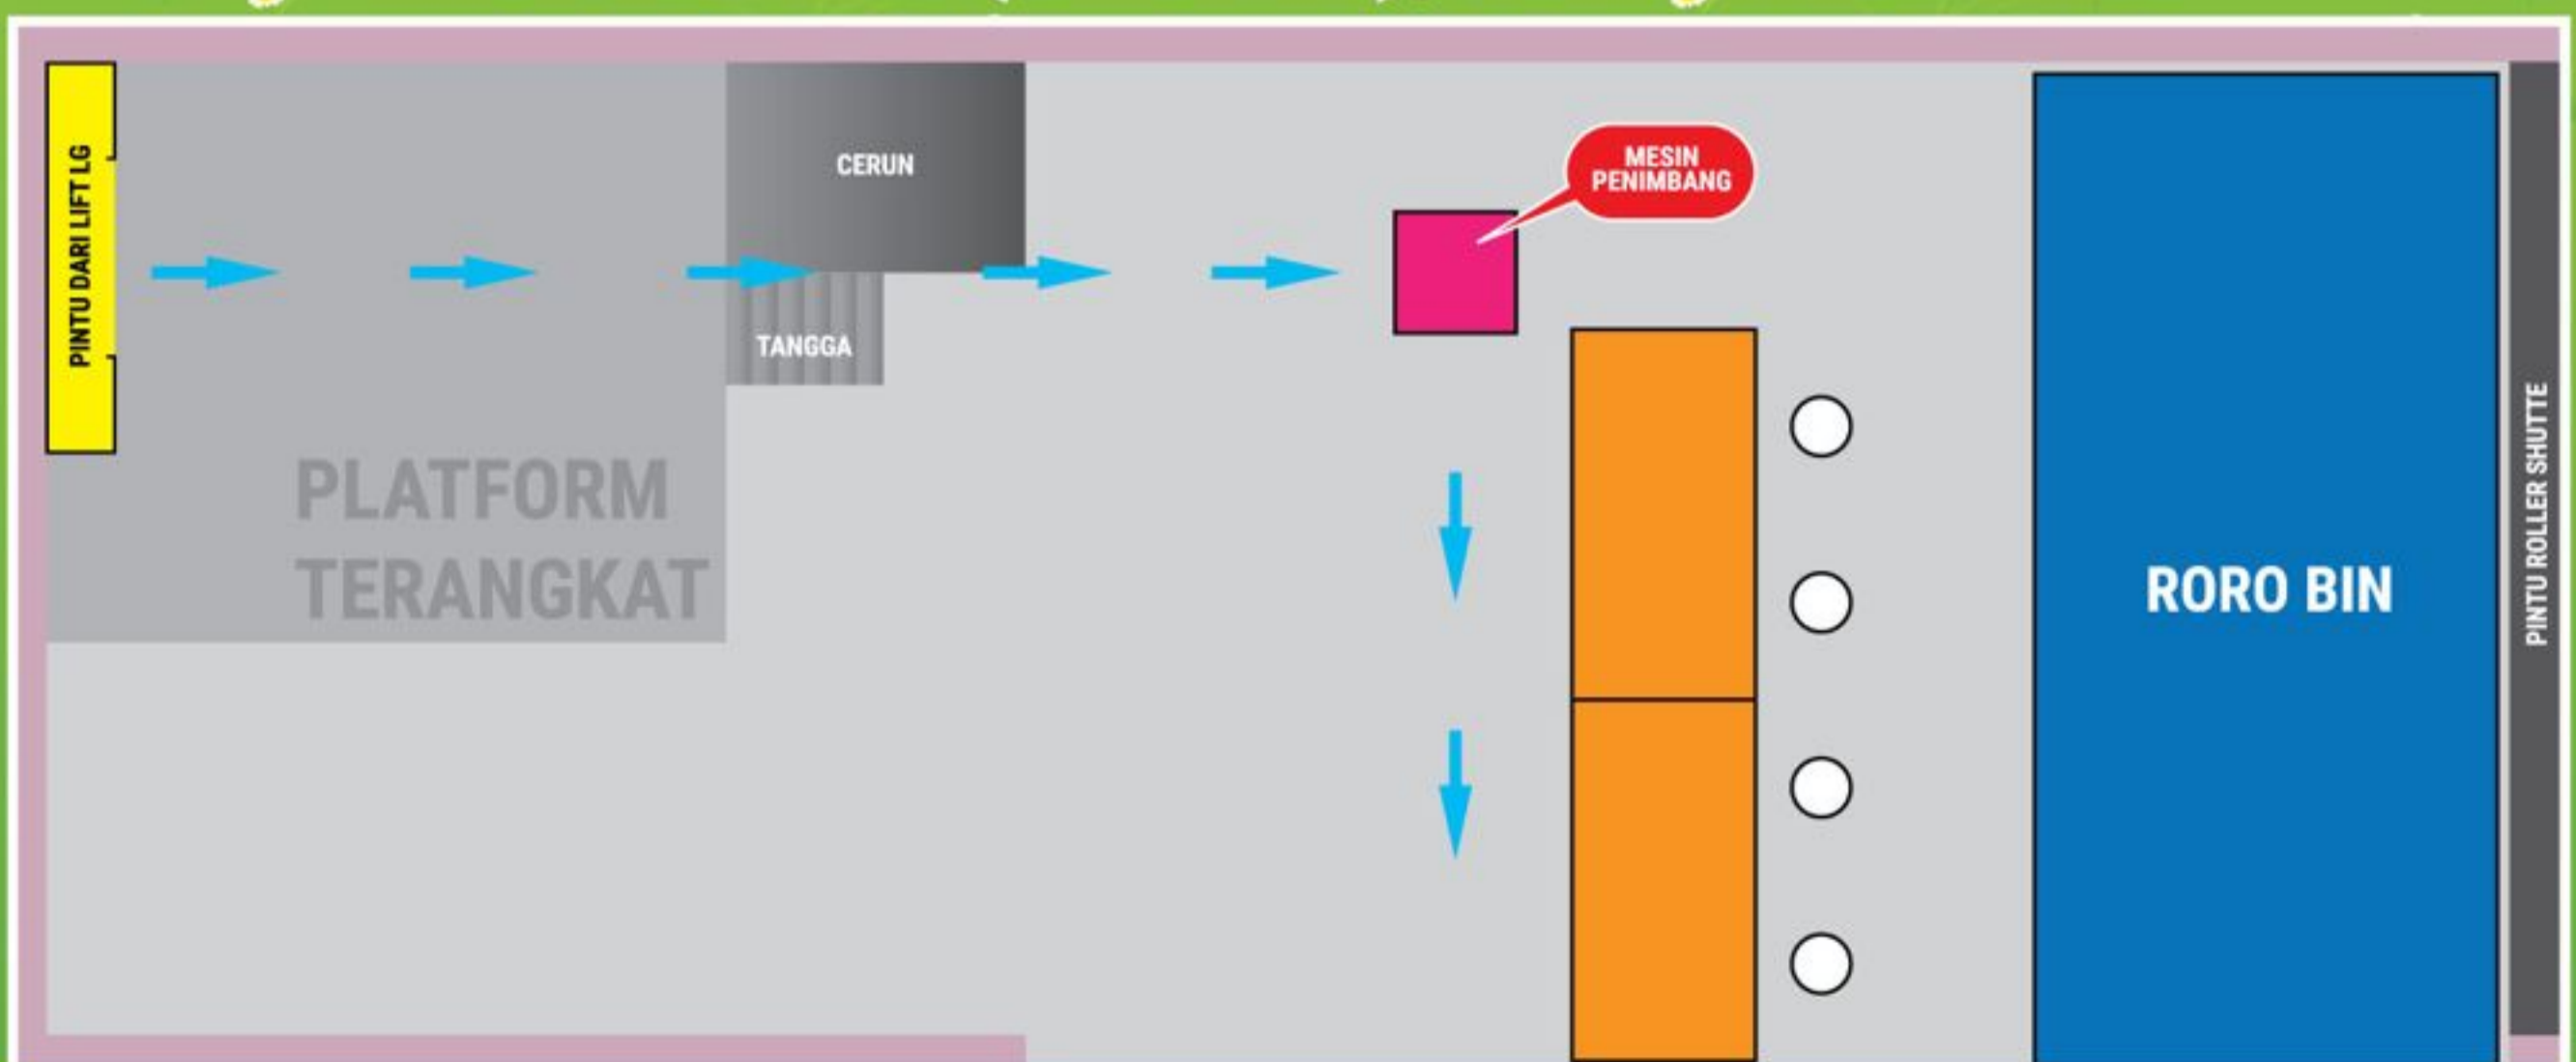 PINTU DARI LIFT LG
CERUN
TANGGA
PLATFORM
TERANGKAT
MESIN
PENIMBANG
RORO BIN
PINTU ROLLER SHUTTE